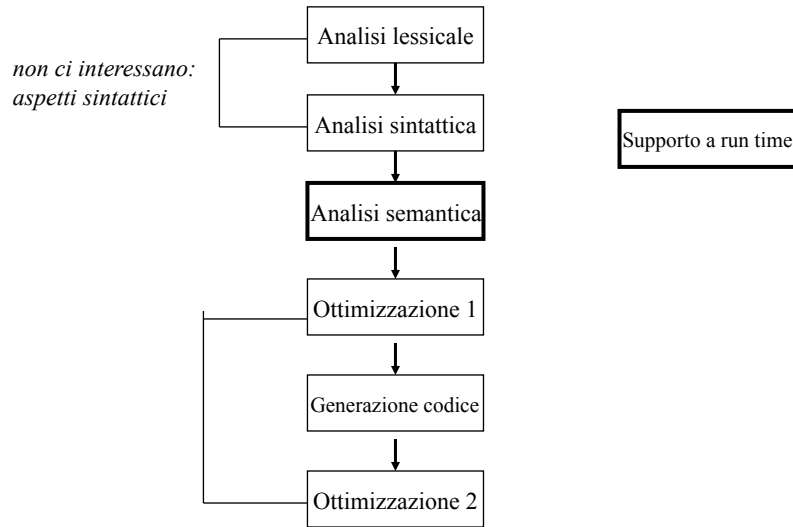 Analisi lessicale
non ci interessano:
aspetti sintattici
Analisi sintattica
Supporto a run time
Analisi semantica
Ottimizzazione 1
Generazione codice
Ottimizzazione 2